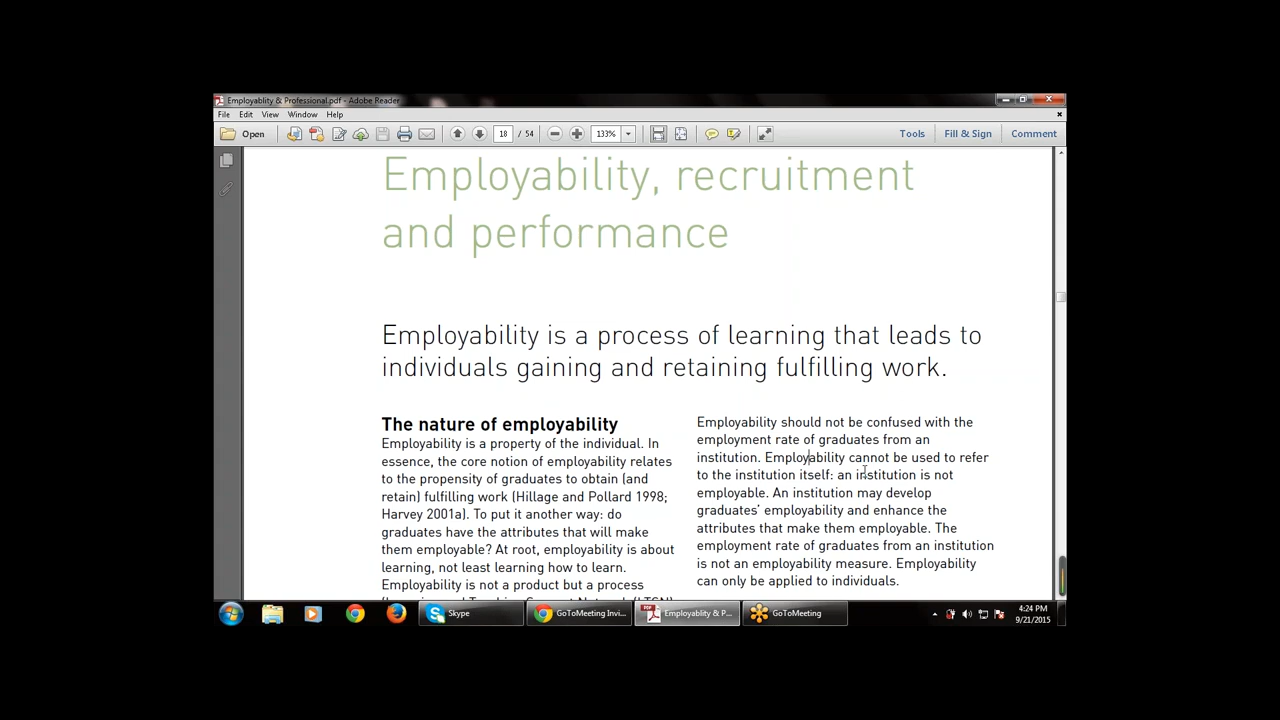 Employablity & Professional.pdf - Adobe Reader
File Edit View Window Help
Open 18 / 54 133% Tools Fill & Sign Comment
Employability, recruitment
and performance
Employability is a process of learning that leads to
individuals gaining and retaining fulfilling work.
The nature of employability
Employability is a property of the individual. In
essence, the core notion of employability relates
to the propensity of graduates to obtain (and
retain) fulfilling work (Hillage and Pollard 1998;
Harvey 2001a). To put it another way: do
graduates have the attributes that will make
them employable? At root, employability is about
learning, not least learning how to learn.
Employability is not a product but a process
Employability should not be confused with the
employment rate of graduates from an
institution. Employability cannot be used to refer
to the institution itself: an institution is not
employable. An institution may develop
graduates' employability and enhance the
attributes that make them employable. The
employment rate of graduates from an institution
is not an employability measure. Employability
can only be applied to individuals.
Skype GoToMeeting Invi... Employablity & P... GoToMeeting
4:24 PM
9/21/2015